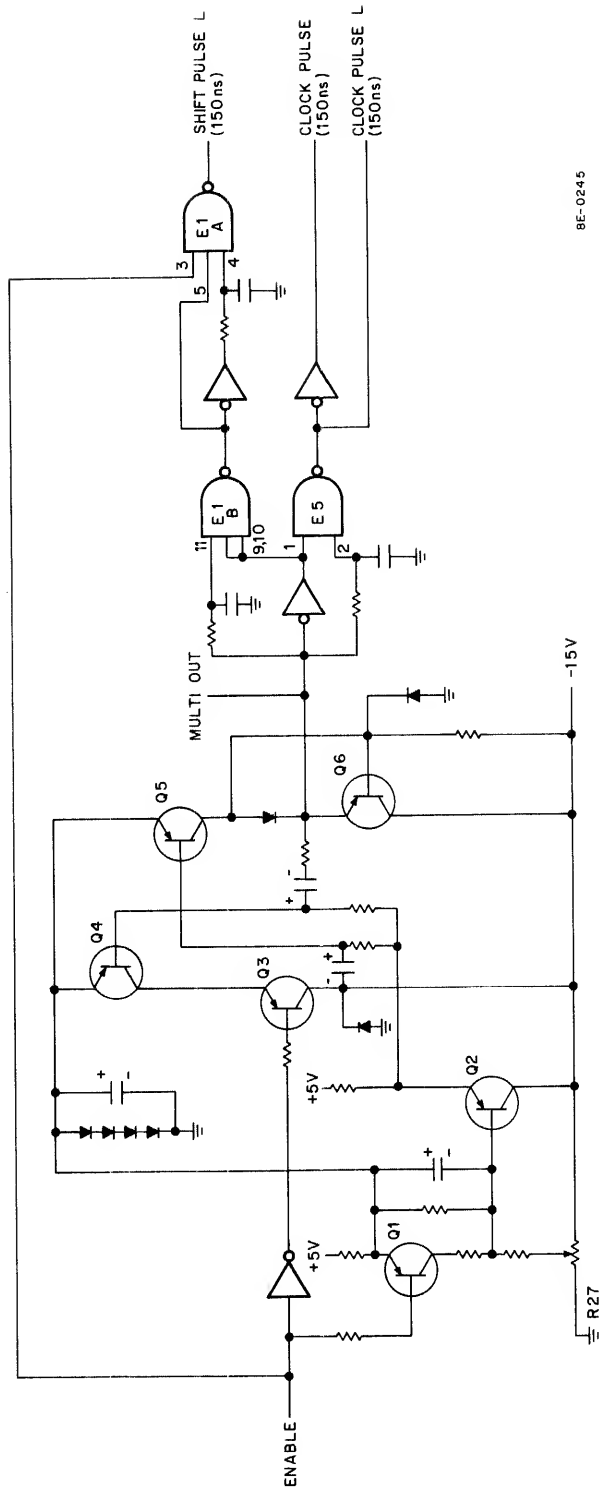 SHIFT PULSE L
(150ns)
CLOCK PULSE
(150ns)
CLOCK PULSE L
(150ns)
3
5
4
E1
A
11
9,10
E1
B
1
2
E5
MULTI OUT
Q5
Q6
Q4
Q3
+
-
+
-
+
-
+5V
Q2
+5V
Q1
+
-
-15V
R27
ENABLE
8E-0245